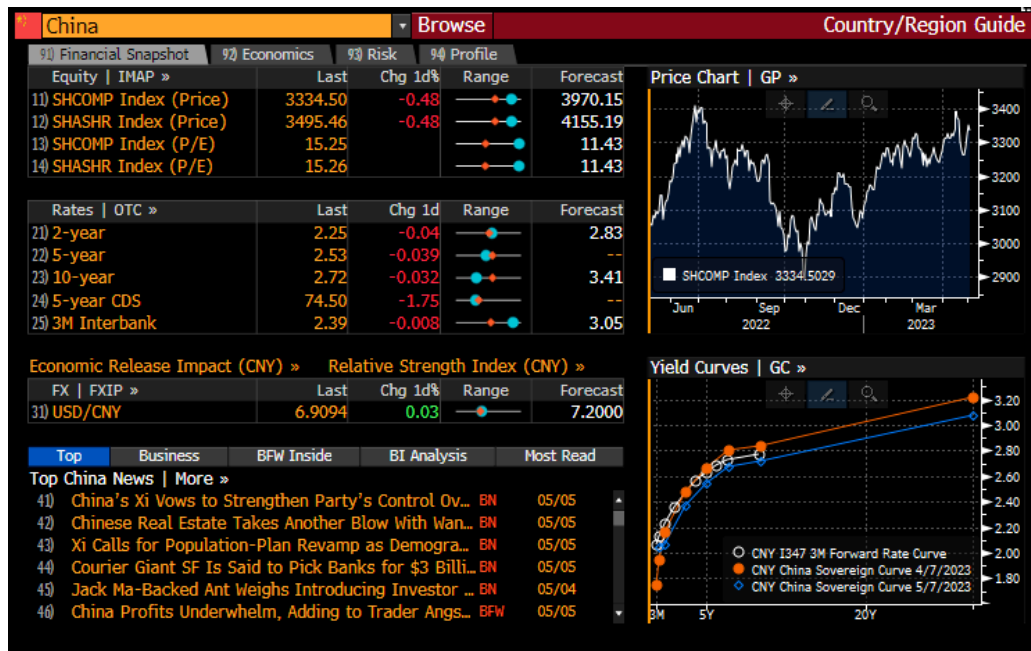 China Browse Country/Region Guide
91) Financial Snapshot 92) Economics 93) Risk 94) Profile
Equity | IMAP » Last Chg 1d% Range Forecast
11) SHCOMP Index (Price) 3334.50 -0.48 3970.15
12) SHASHR Index (Price) 3495.46 -0.48 4155.19
13) SHCOMP Index (P/E) 15.25 11.43
14) SHASHR Index (P/E) 15.26 11.43
Rates | OTC » Last Chg 1d Range Forecast
21) 2-year 2.25 -0.04 2.83
22) 5-year 2.53 -0.039 --
23) 10-year 2.72 -0.032 3.41
24) 5-year CDS 74.50 -1.75 --
25) 3M Interbank 2.39 -0.008 3.05
Economic Release Impact (CNY) » Relative Strength Index (CNY) »
FX | FXIP » Last Chg 1d% Range Forecast
31) USD/CNY 6.9094 0.03 7.2000
Top Business BFW Inside BI Analysis Most Read
Top China News | More »
41) China's Xi Vows to Strengthen Party's Control Ov... BN 05/05
42) Chinese Real Estate Takes Another Blow With Wan... BN 05/05
43) Xi Calls for Population-Plan Revamp as Demogra... BN 05/05
44) Courier Giant SF Is Said to Pick Banks for $3 Billi... BN 05/05
45) Jack Ma-Backed Ant Weighs Introducing Investor ... BN 05/04
46) China Profits Underwhelm, Adding to Trader Angs... BFW 05/05
Price Chart | GP »
3400
3300
3200
3100
3000
2900
SHCOMP Index 3334.5029
Jun Sep Dec Mar
2022 2023
Yield Curves | GC »
3.20
3.00
2.80
2.60
2.40
2.20
2.00
1.80
CNY I347 3M Forward Rate Curve
CNY China Sovereign Curve 4/7/2023
CNY China Sovereign Curve 5/7/2023
3M 5Y 20Y